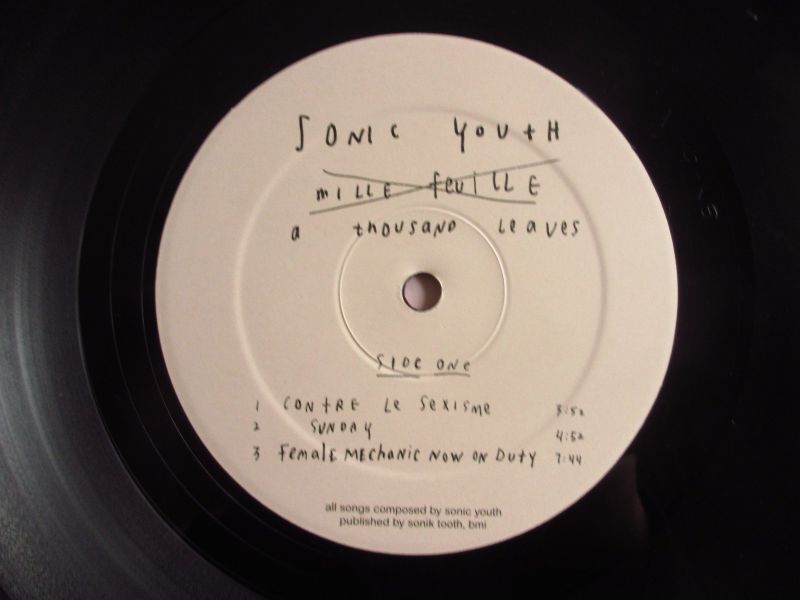 SONIC YOUTH
MILLE FEUILLE
a thousand Leaves
SIDE ONE
1 CONTRE Le Sexisme 3:52
2 SUNDAY 4:52
3 Female Mechanic Now on Duty 7:44
all songs composed by sonic youth
published by sonik tooth, bmi